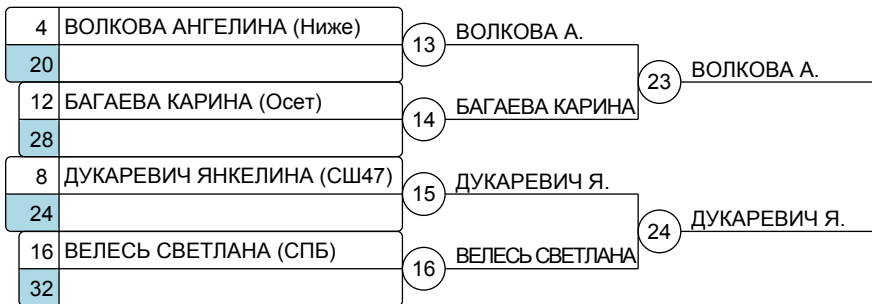 4 ВОЛКОВА АНГЕЛИНА (Ниже)
20
13 ВОЛКОВА А.
12 БАГАЕВА КАРИНА (Осет)
28
14 БАГАЕВА КАРИНА
23 ВОЛКОВА А.
8 ДУКАРЕВИЧ ЯНКЕЛИНА (СШ47)
24
15 ДУКАРЕВИЧ Я.
16 ВЕЛЕСЬ СВЕТЛАНА (СПБ)
32
16 ВЕЛЕСЬ СВЕТЛАНА
24 ДУКАРЕВИЧ Я.